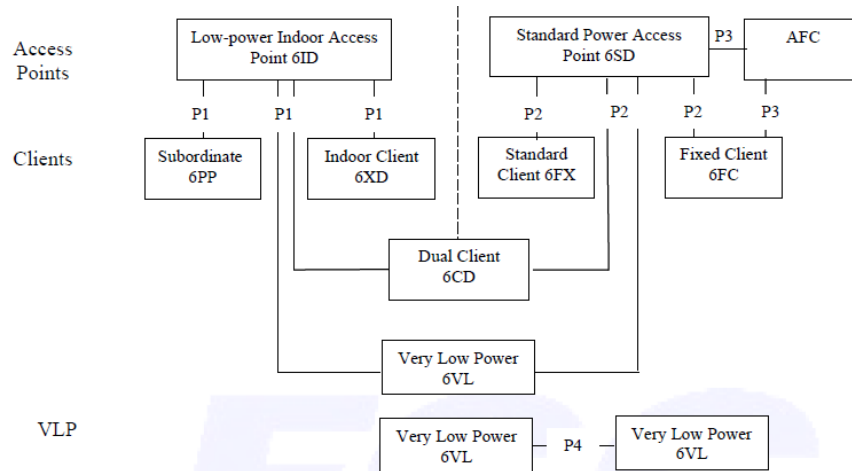 Access
Points
Low-power Indoor Access
Point 6ID
Standard Power Access
Point 6SD
P3
AFC
P1
P1
P1
P2
P2
P2
P3
Clients
Subordinate
6PP
Indoor Client
6XD
Standard
Client 6FX
Fixed Client
6FC
Dual Client
6CD
Very Low Power
6VL
VLP
Very Low Power
6VL
P4
Very Low Power
6VL
FCC